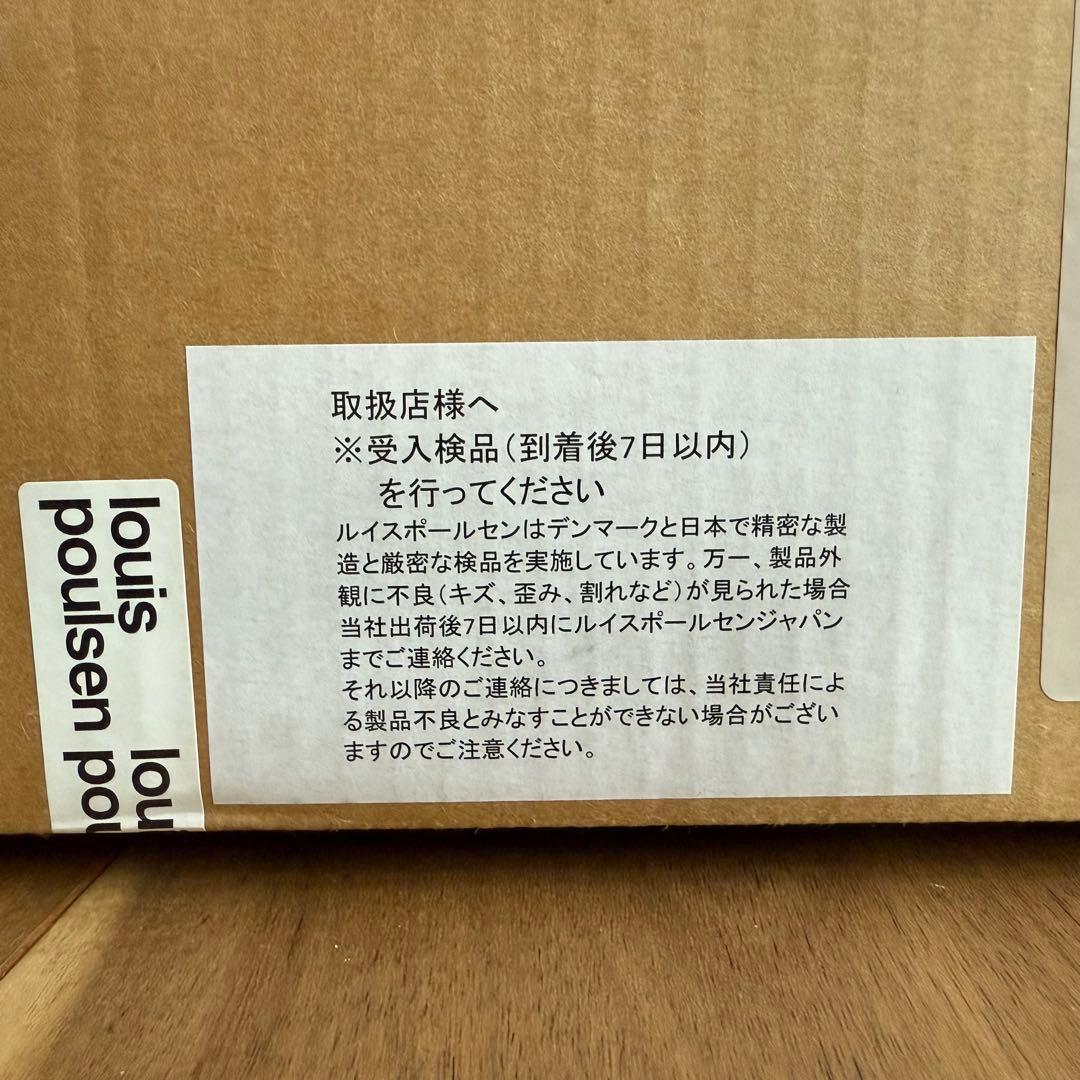 取扱店様へ
※受入検品(到着後7日以内)
を行ってください
ルイスポールセンはデンマークと日本で精密な製
造と厳密な検品を実施しています。万一、製品外
観に不良(キズ、歪み、割れなど)が見られた場合
当社出荷後7日以内にルイスポールセンジャパン
までご連絡ください。
それ以降のご連絡につきましては、当社責任によ
る製品不良とみなすことができない場合がござい
ますのでご注意ください。
louis
poulsen
lou
pou